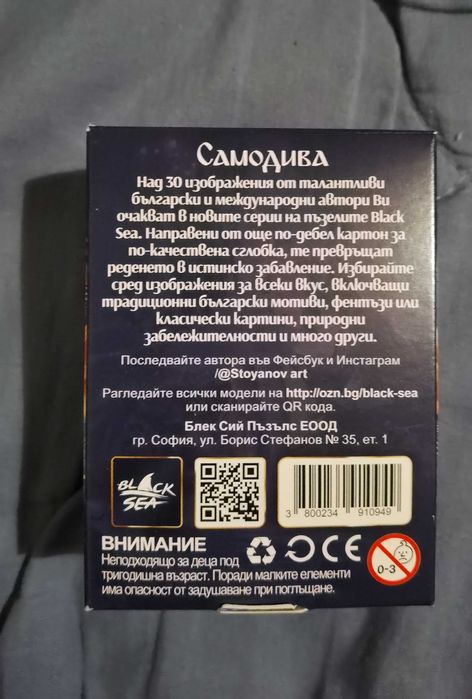 Самодива
Над 30 изображения от талантливи
български и международни автори Ви
очакват в новите серии на пъзелите Black
Sea. Направени от още по-дебел картон за
по-качествена сглобка, те превръщат
реденето в истинско забавление. Избирайте
сред изображения за всеки вкус, включващи
традиционни български мотиви, фентъзи или
класически картини, природни
забележителности и много други.
Последвайте автора във Фейсбук и Инстаграм
/@Stoyanov art
Рагледайте всички модели на http://ozn.bg/black-sea
или сканирайте QR кода.
Блек Сий Пъзълс ЕООД
гр. София, ул. Борис Стефанов № 35, ет. 1
BLACK
SEA
3 800234 910949
ВНИМАНИЕ
Неподходящо за деца под
тригодишна възраст. Поради малките елементи
има опасност от задушаване при поглъщане.
CE
0-3